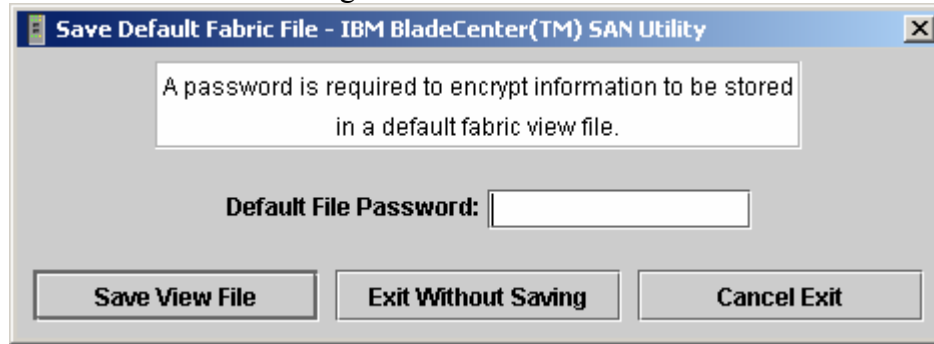 Save Default Fabric File - IBM BladeCenter(TM) SAN Utility
A password is required to encrypt information to be stored
in a default fabric view file.
Default File Password:
Save View File
Exit Without Saving
Cancel Exit